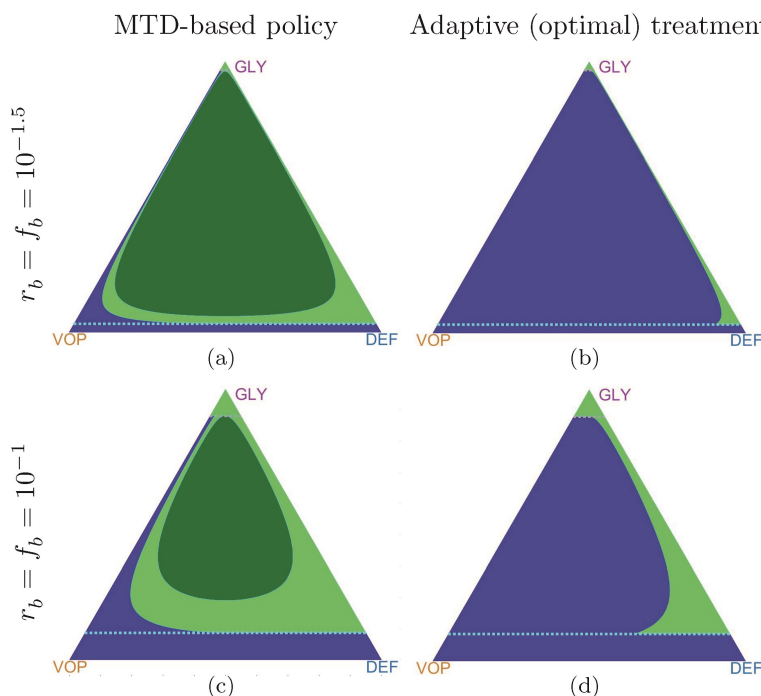 MTD-based policy Adaptive (optimal) treatment
r_b = f_b = 10^{-1.5}
GLY GLY
VOP DEF VOP DEF
(a) (b)
r_b = f_b = 10^{-1}
GLY GLY
VOP DEF VOP DEF
(c) (d)